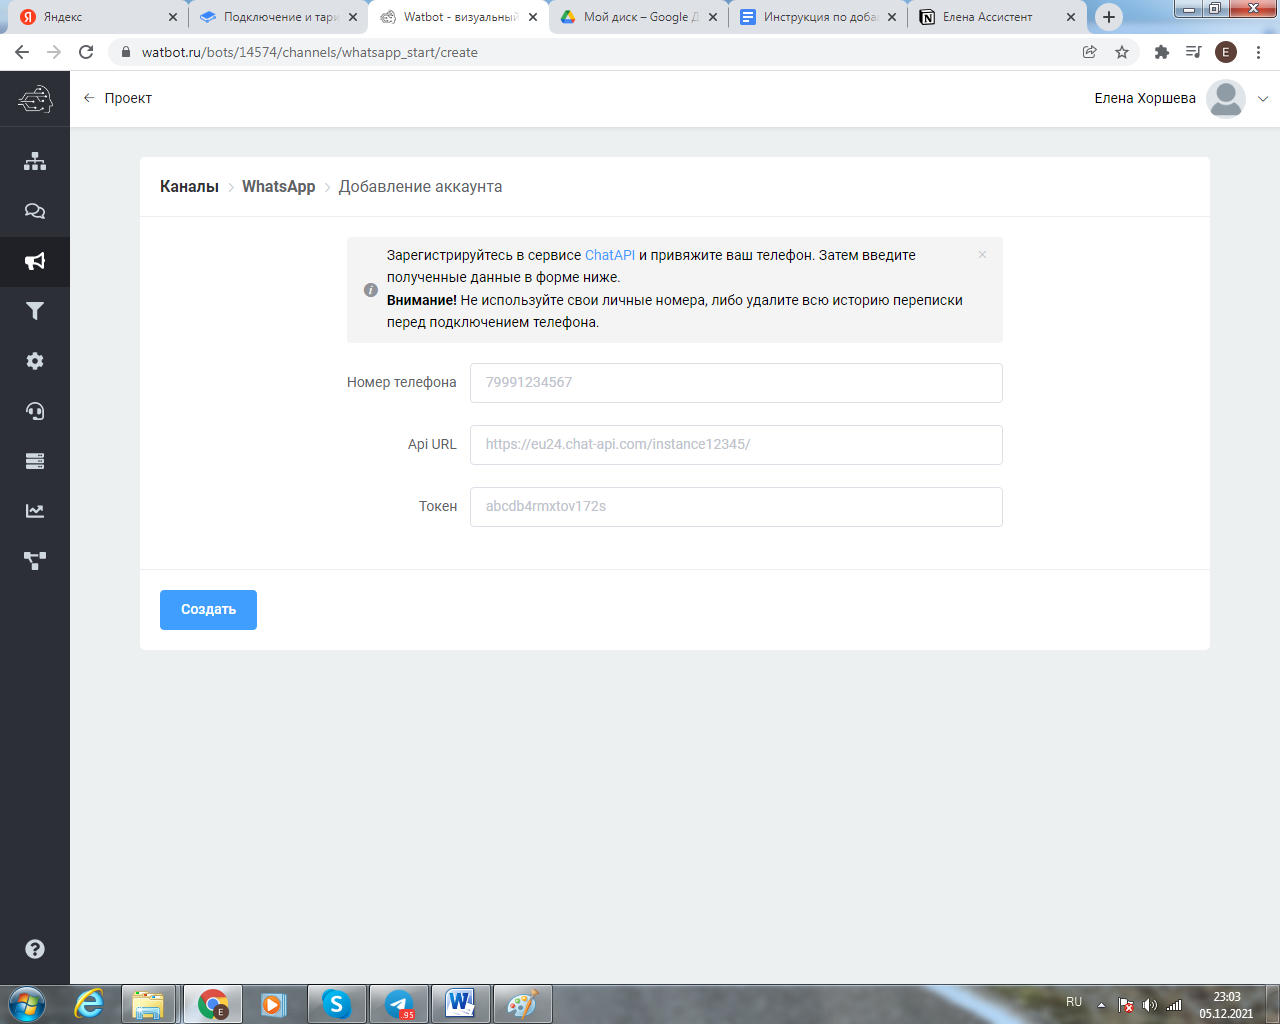 Яндекс
Подключение и тари
Watbot - визуальный
Мой диск – Google Д
Инструкция по доба
Елена Ассистент
watbot.ru/bots/14574/channels/whatsapp_start/create
E
Проект
Елена Хоршева
Каналы > WhatsApp > Добавление аккаунта
Зарегистрируйтесь в сервисе ChatAPI и привяжите ваш телефон. Затем введите
полученные данные в форме ниже.
Внимание! Не используйте свои личные номера, либо удалите всю историю переписки
перед подключением телефона.
Номер телефона
79991234567
Api URL
https://eu24.chat-api.com/instance12345/
Токен
abcdb4rmxtov172s
Создать
RU
23:03
05.12.2021